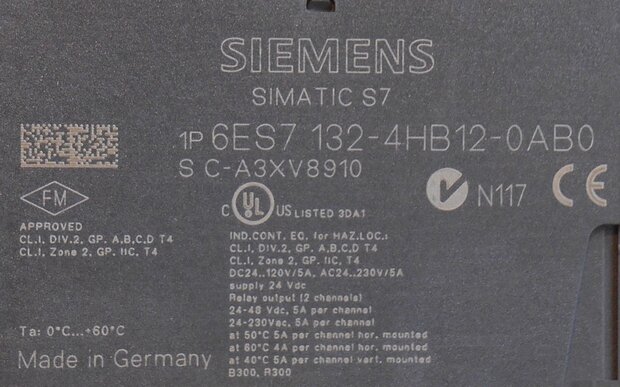 SIEMENS
SIMATIC S7
1P 6ES7 132-4HB12-0AB0
S C-A3XV8910
FM
APPROVED
CL.I, DIV.2, GP. A,B,C,D T4
CL.I, Zone 2, GP. IIC, T4
Ta: 0°C...+60°C
Made in Germany
C UL US LISTED 3DA1
N117
CE
IND.CONT. EQ. for HAZ.LOC.:
CL.I, DIV.2, GP. A,B,C,D T4
CL.I, Zone 2, GP. IIC, T4
DC24..120V/5A, AC24..230V/5A
supply 24 Vdc
Relay output (2 channels)
24-48 Vdc, 5A per channel
24-230Vac, 5A per channel
at 50°C 5A per channel hor. mounted
at 60°C 4A per channel hor. mounted
at 40°C 5A per channel vert. mounted
B300, R300